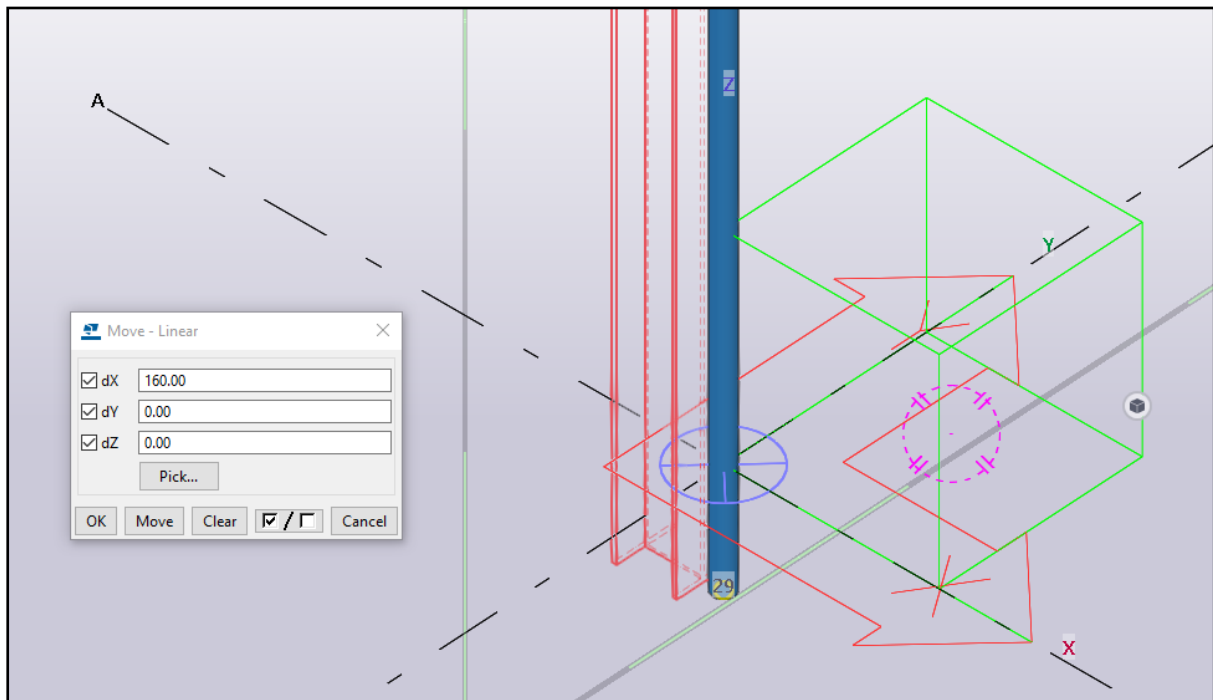 A
Z
Y
Move - Linear
dX 160.00
dY 0.00
dZ 0.00
Pick...
OK Move Clear / Cancel
29
X